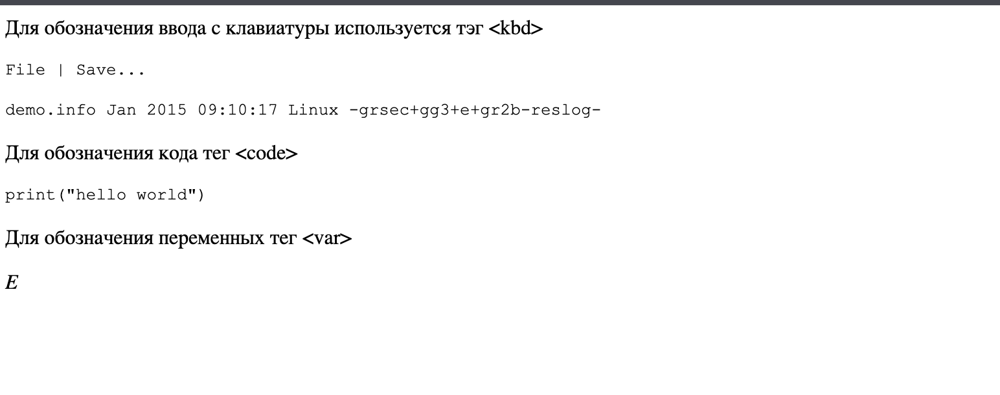 Для обозначения ввода с клавиатуры используется тэг <kbd>
File | Save...
demo.info Jan 2015 09:10:17 Linux -grsec+gg3+e+gr2b-reslog-
Для обозначения кода тег <code>
print("hello world")
Для обозначения переменных тег <var>
E